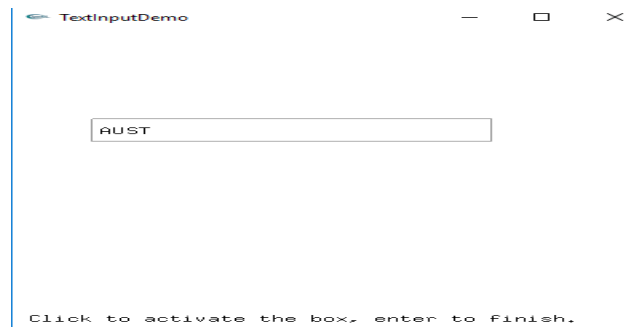 TextInputDemo
AUST
Click to activate the box, enter to finish.